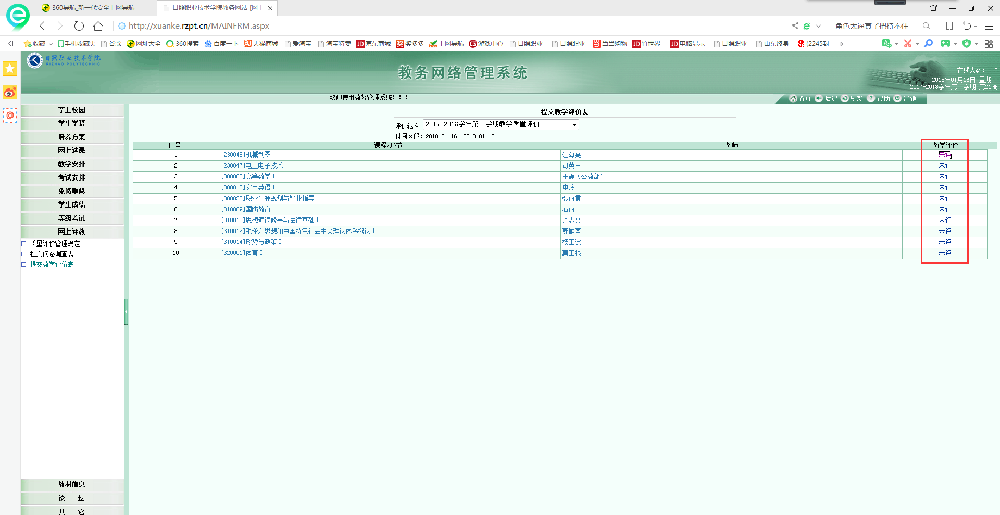 360导航_新一代安全上网导航
日照职业技术学院教务网站 [网上
http://xuanke.rzpt.cn/MAINFRM.aspx
角色太逼真了把持不住
收藏 手机收藏夹 谷歌 网址大全 360搜索 百度一下 天猫商城 爱淘宝 淘宝特卖 京东商城 奖多多 上网导航 游戏中心 日照职业 日照职业 当当购物 竹世界 电脑显示 日照职业 山东终身 (2245封 »
日照职业技术学院
RIZHAO POLYTECHNIC
教务网络管理系统
在线人数： 12
2018年01月16日 星期二
2017-2018学年第一学期 第21周
欢迎使用教务管理系统！！！
首页 后退 刷新 帮助 注销
掌上校园
学生学籍
培养方案
网上选课
教学安排
考试安排
免修重修
学生成绩
等级考试
网上评教
质量评价管理规定
提交问卷调查表
提交教学评价表
教材信息
论 坛
其 它
提交教学评价表
评价轮次 2017-2018学年第一学期教学质量评价
时间区段：2018-01-16--2018-01-18
序号 课程/环节 教师 教学评价
1 [230046]机械制图 江海亮 未评
2 [230047]电工电子技术 司英占 未评
3 [300003]高等数学Ⅰ 王静（公教部） 未评
4 [300015]实用英语Ⅰ 申玲 未评
5 [300022]职业生涯规划与就业指导 张丽霞 未评
6 [310009]国防教育 石丽 未评
7 [310010]思想道德修养与法律基础Ⅰ 周志文 未评
8 [310012]毛泽东思想和中国特色社会主义理论体系概论Ⅰ 郭雁南 未评
9 [310014]形势与政策Ⅰ 杨玉波 未评
10 [320001]体育Ⅰ 莫正根 未评